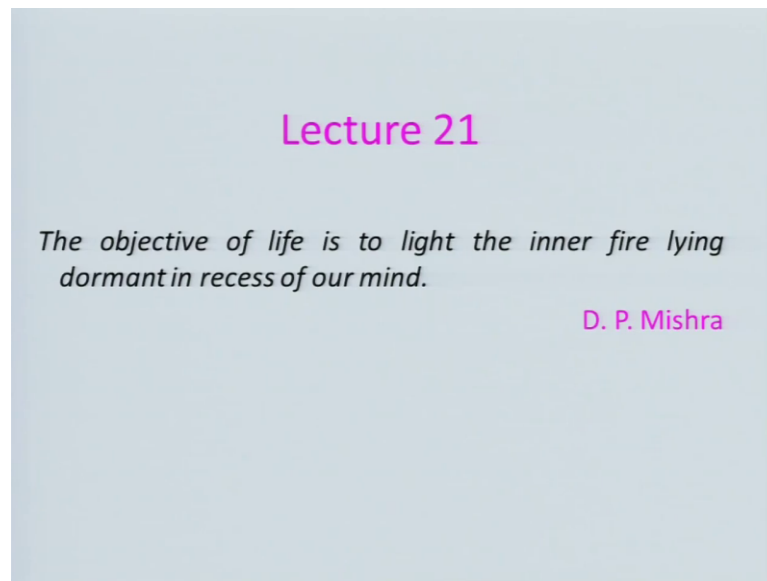 Lecture 21
The objective of life is to light the inner fire lying
dormant in recess of our mind.
D. P. Mishra